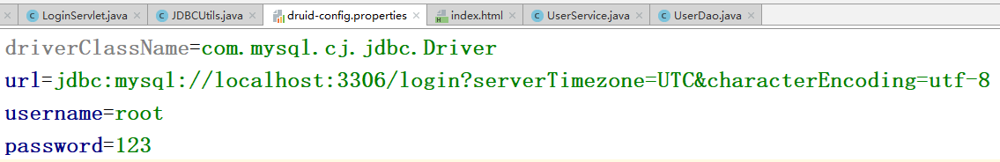 LoginServlet.java JDBCUtils.java druid-config.properties index.html UserService.java UserDao.java
driverClassName=com.mysql.cj.jdbc.Driver
url=jdbc:mysql://localhost:3306/login?serverTimezone=UTC&characterEncoding=utf-8
username=root
password=123